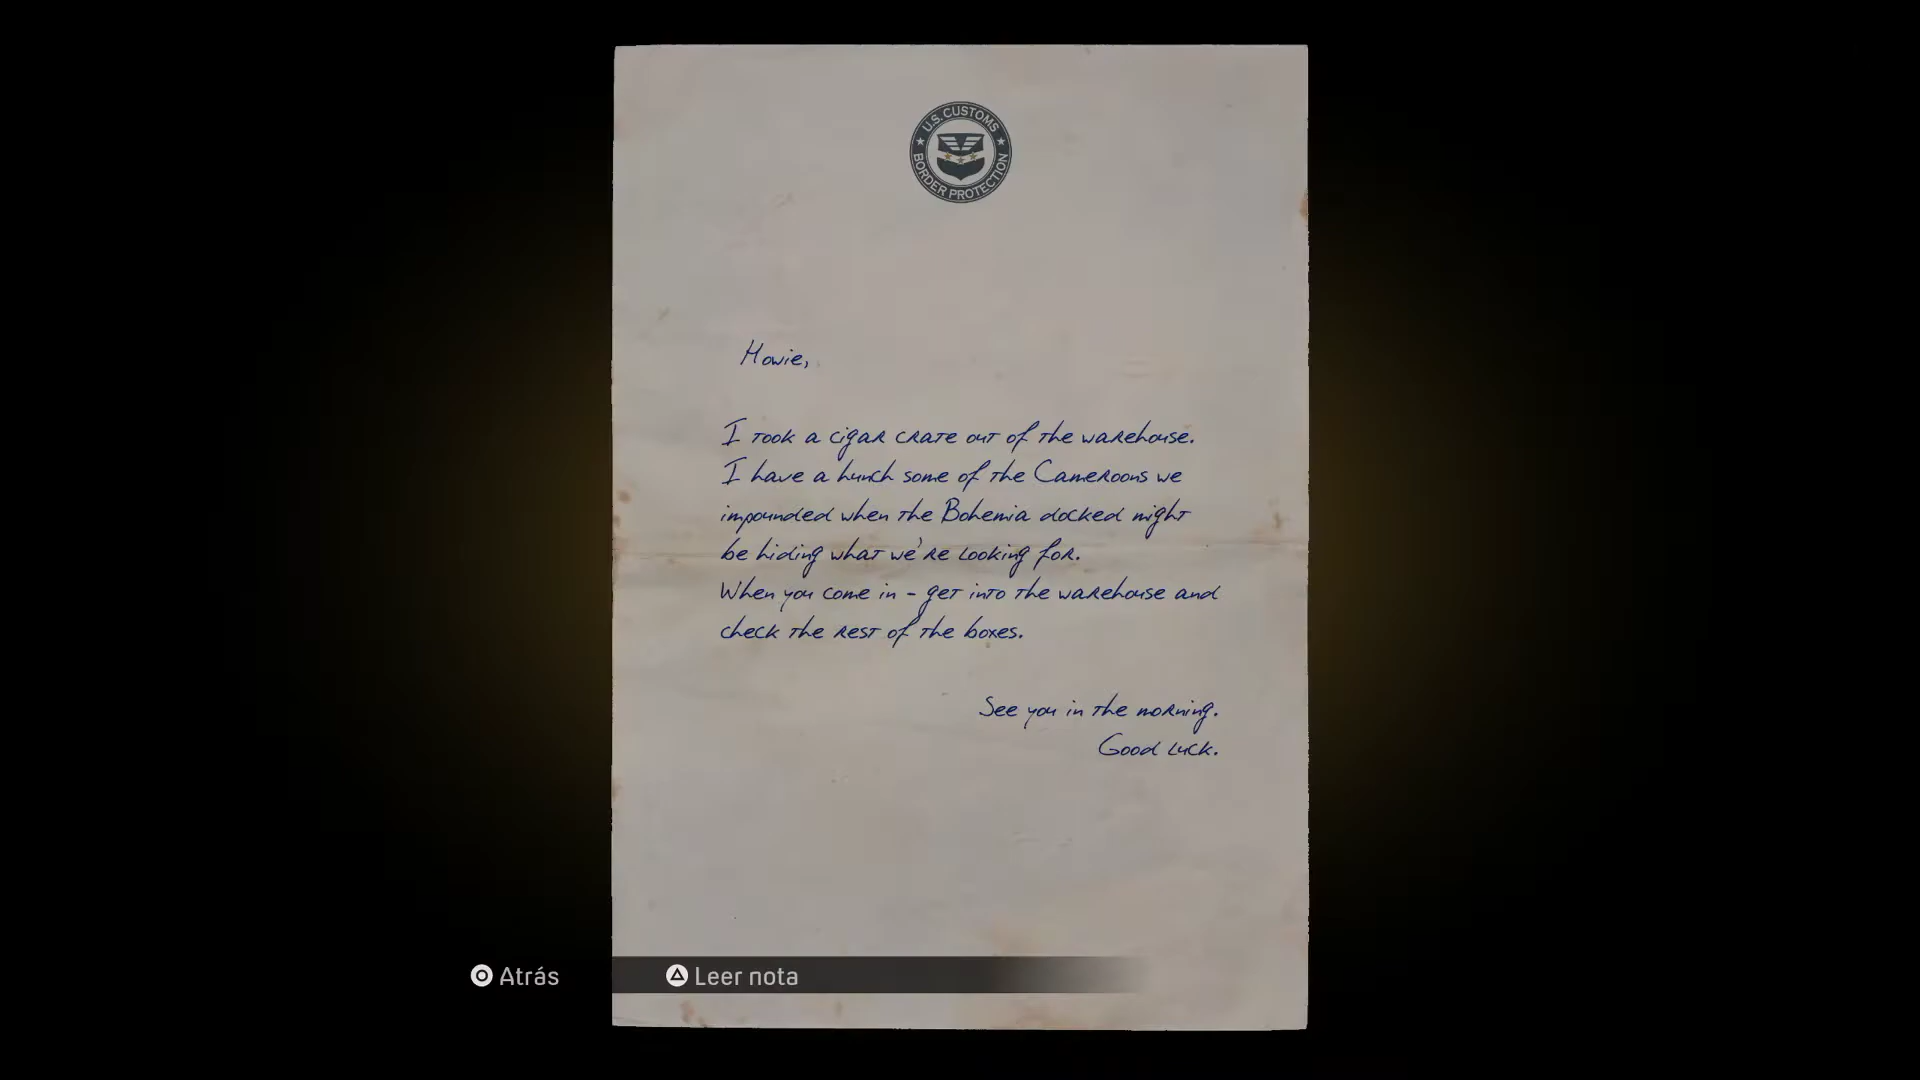 U.S. CUSTOMS
BORDER PROTECTION
Howie,
I took a cigar crate out of the warehouse.
I have a hunch some of the Cameroons we
impounded when the Bohemia docked might
be hiding what we're looking for.
When you come in - get into the warehouse and
check the rest of the boxes.
See you in the morning.
Good luck.
Atrás
Leer nota